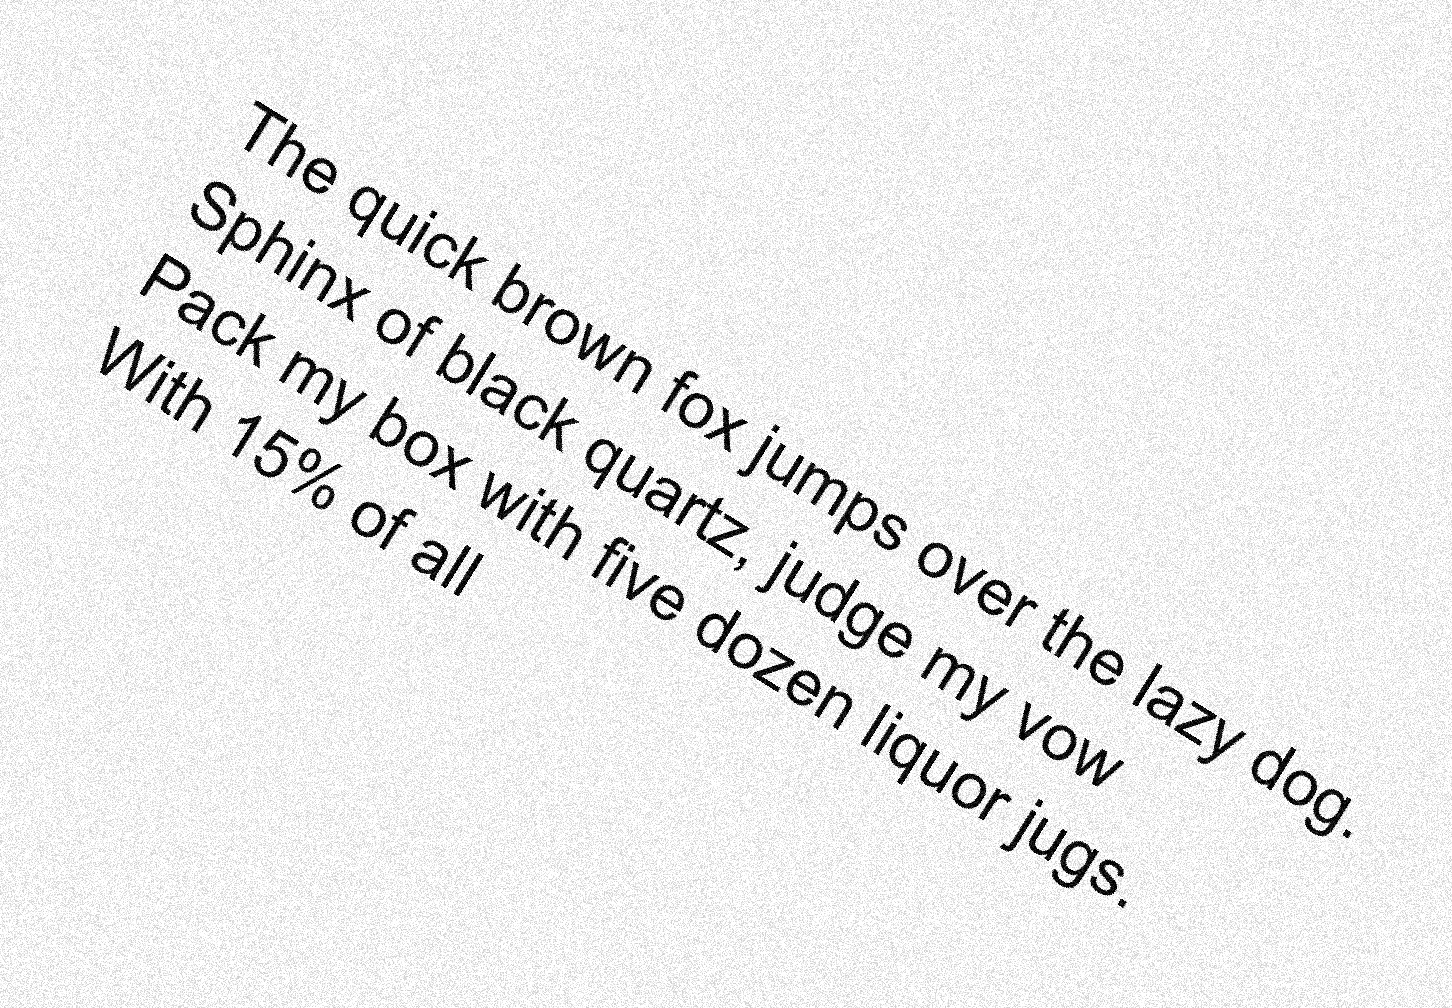 The quick brown fox jumps over the lazy dog.
Sphinx of black quartz, judge my vow
Pack my box with five dozen liquor jugs.
With 15% of all